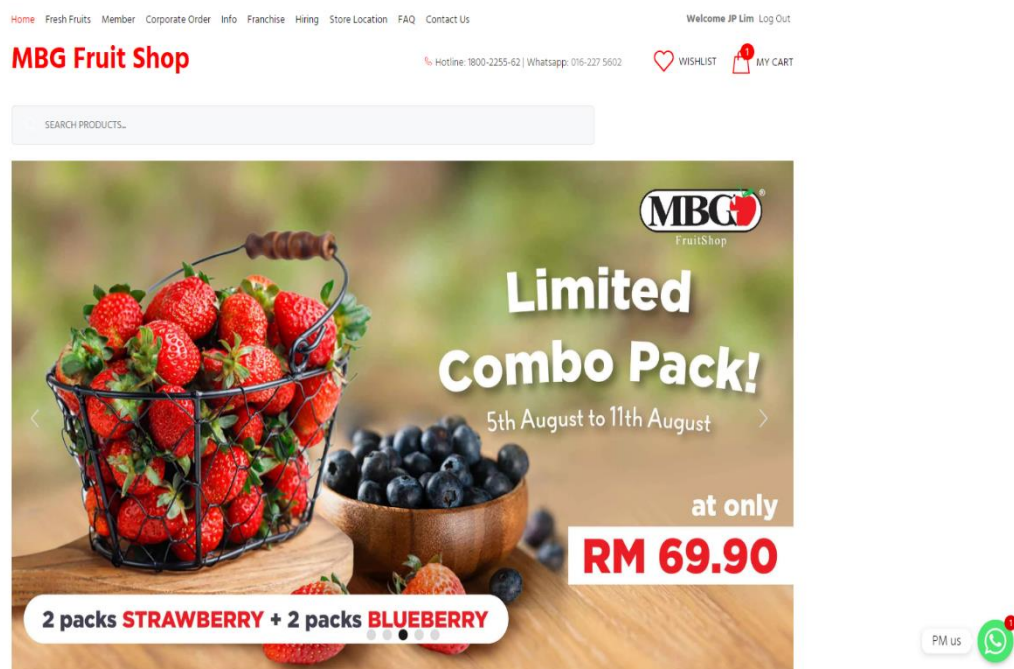 Home Fresh Fruits Member Corporate Order Info Franchise Hiring Store Location FAQ Contact Us Welcome JP Lim Log Out
MBG Fruit Shop
Hotline: 1800-2255-62 | Whatsapp: 016-227 5602
WISHLIST
1
MY CART
SEARCH PRODUCTS...
MBG ®
FruitShop
Limited
Combo Pack!
5th August to 11th August
at only
RM 69.90
2 packs STRAWBERRY + 2 packs BLUEBERRY
PM us
1